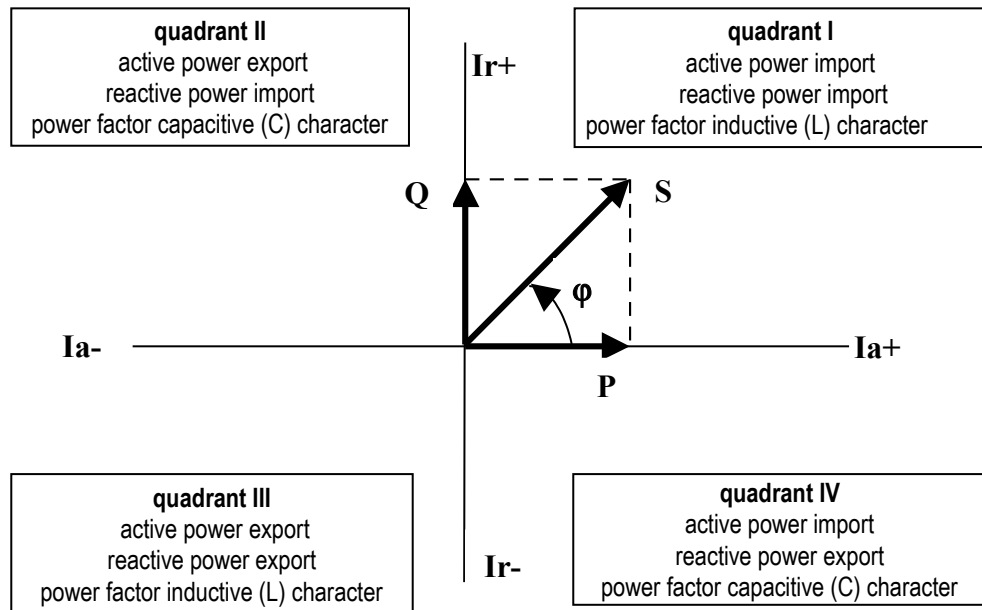 quadrant II
active power export
reactive power import
power factor capacitive (C) character
Ir+
quadrant I
active power import
reactive power import
power factor inductive (L) character
Q
S
φ
Ia-
Ia+
P
quadrant III
active power export
reactive power export
power factor inductive (L) character
Ir-
quadrant IV
active power import
reactive power export
power factor capacitive (C) character